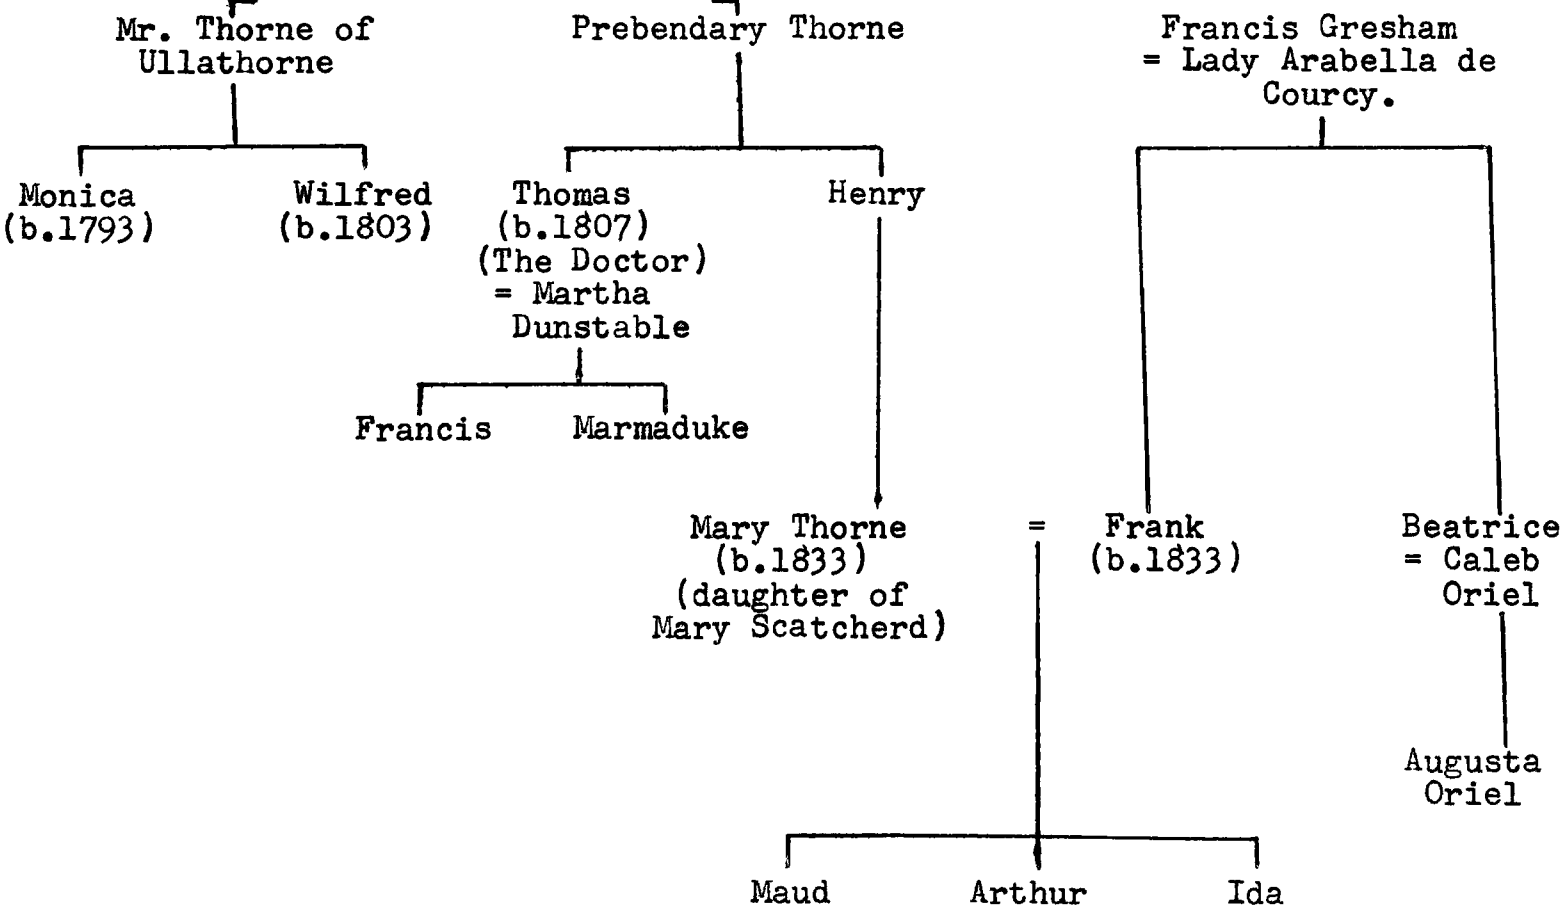 Mr. Thorne of
Ullathorne
Prebendary Thorne
Francis Gresham
= Lady Arabella de
Courcy.
Monica
(b.1793)
Wilfred
(b.1803)
Thomas
(b.1807)
(The Doctor)
= Martha
Dunstable
Henry
Francis
Marmaduke
Mary Thorne
(b.1833)
(daughter of
Mary Scatcherd)
=
Frank
(b.1833)
Beatrice
= Caleb
Oriel
Augusta
Oriel
Maud
Arthur
Ida